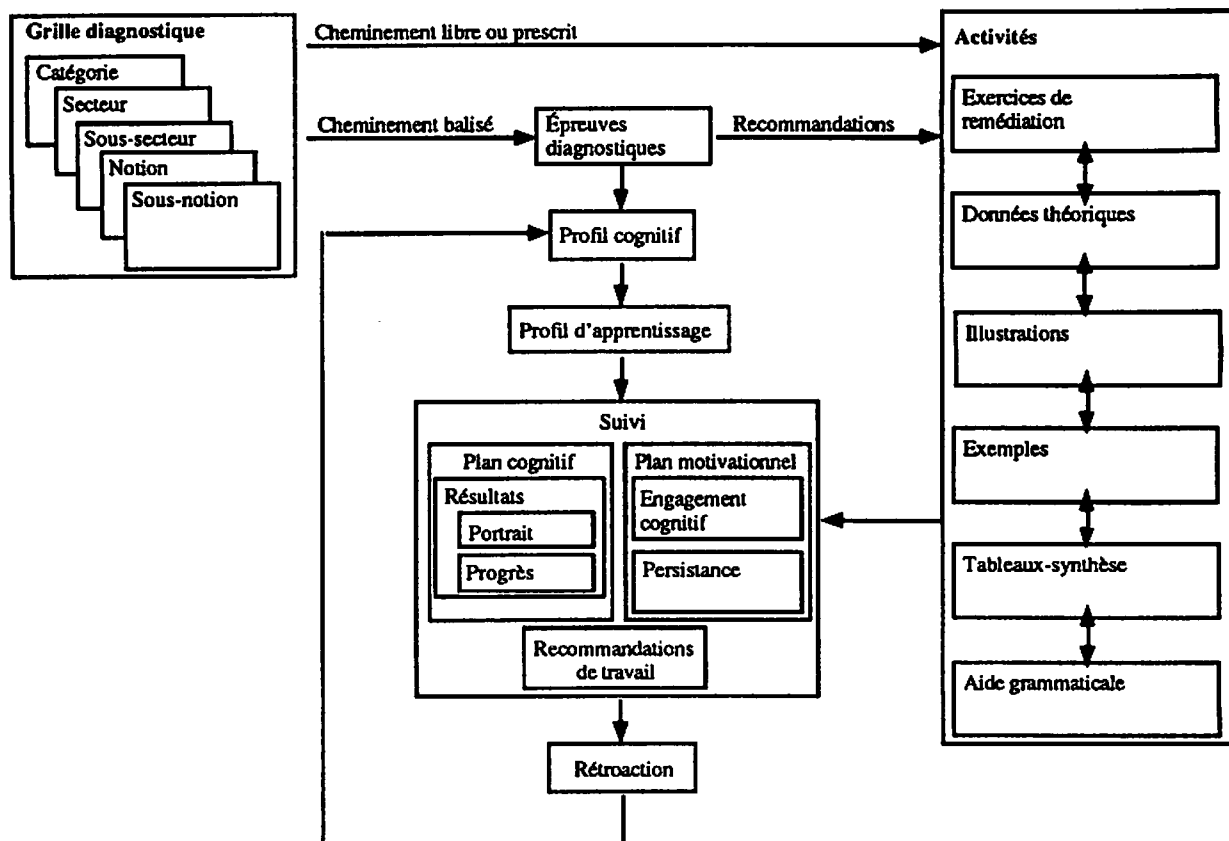 Grille diagnostique
Catégorie
Secteur
Sous-secteur
Notion
Sous-notion
Cheminement libre ou prescrit
Cheminement balisé
Épreuves
diagnostiques
Recommandations
Profil cognitif
Profil d'apprentissage
Suivi
Plan cognitif
Résultats
Portrait
Progrès
Plan motivationnel
Engagement
cognitif
Persistance
Recommandations
de travail
Rétroaction
Activités
Exercices de
remédiation
Données théoriques
Illustrations
Exemples
Tableaux-synthèse
Aide grammaticale